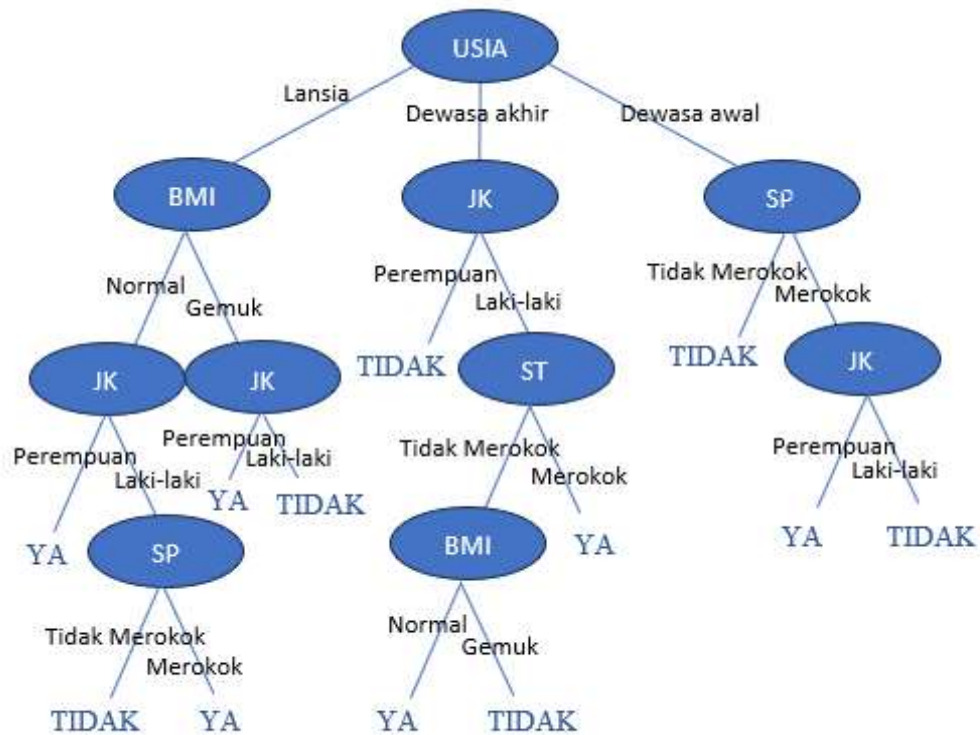 USIA
Lansia
Dewasa akhir
Dewasa awal
BMI
JK
SP
Normal
Gemuk
Perempuan
Laki-laki
Tidak Merokok
Merokok
JK
JK
TIDAK
ST
TIDAK
JK
Perempuan
Laki-laki
Perempuan
Laki-laki
Tidak Merokok
Merokok
Perempuan
Laki-laki
YA
SP
YA
TIDAK
BMI
YA
YA
TIDAK
Tidak Merokok
Merokok
Normal
Gemuk
TIDAK
YA
YA
TIDAK